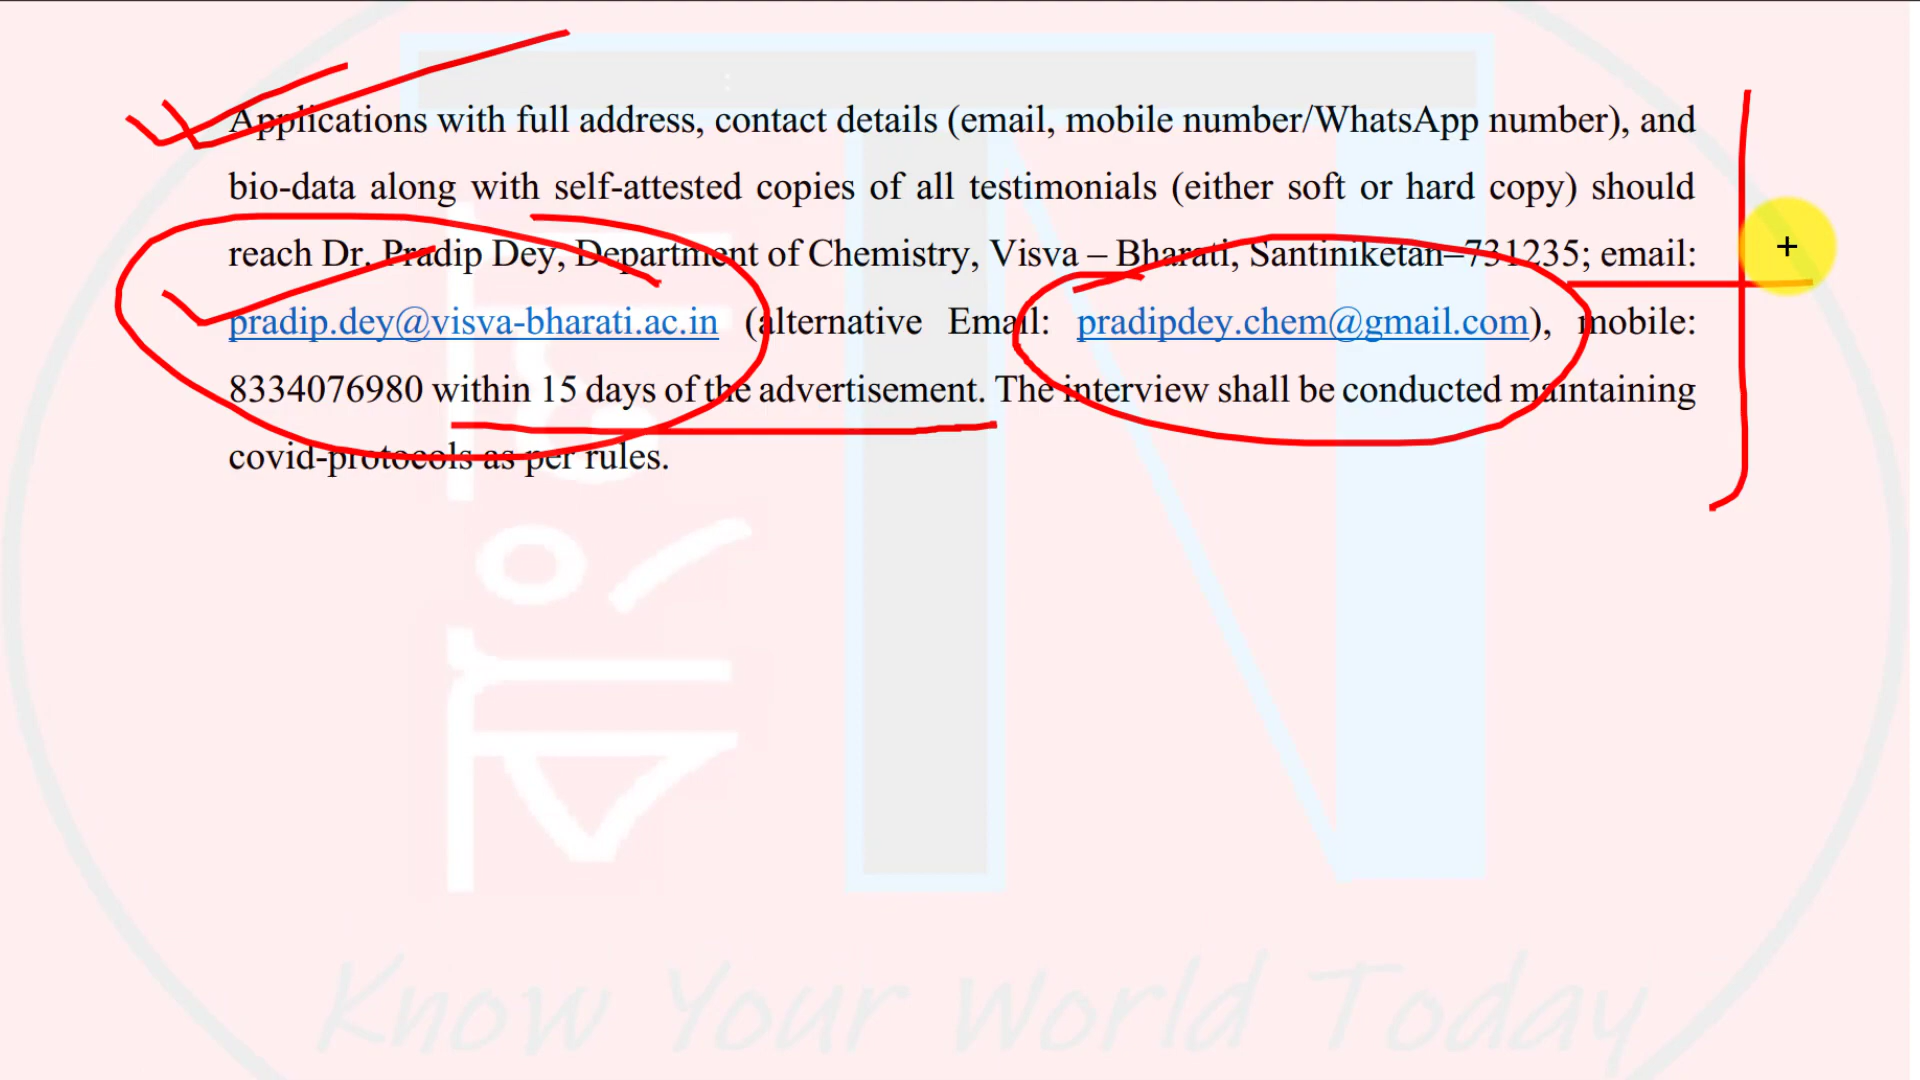 Applications with full address, contact details (email, mobile number/WhatsApp number), and
bio-data along with self-attested copies of all testimonials (either soft or hard copy) should
reach Dr. Pradip Dey, Department of Chemistry, Visva – Bharati, Santiniketan–731235; email:
pradip.dey@visva-bharati.ac.in (alternative Email: pradipdey.chem@gmail.com), mobile:
8334076980 within 15 days of the advertisement. The interview shall be conducted maintaining
covid-protocols as per rules.
Know Your World Today